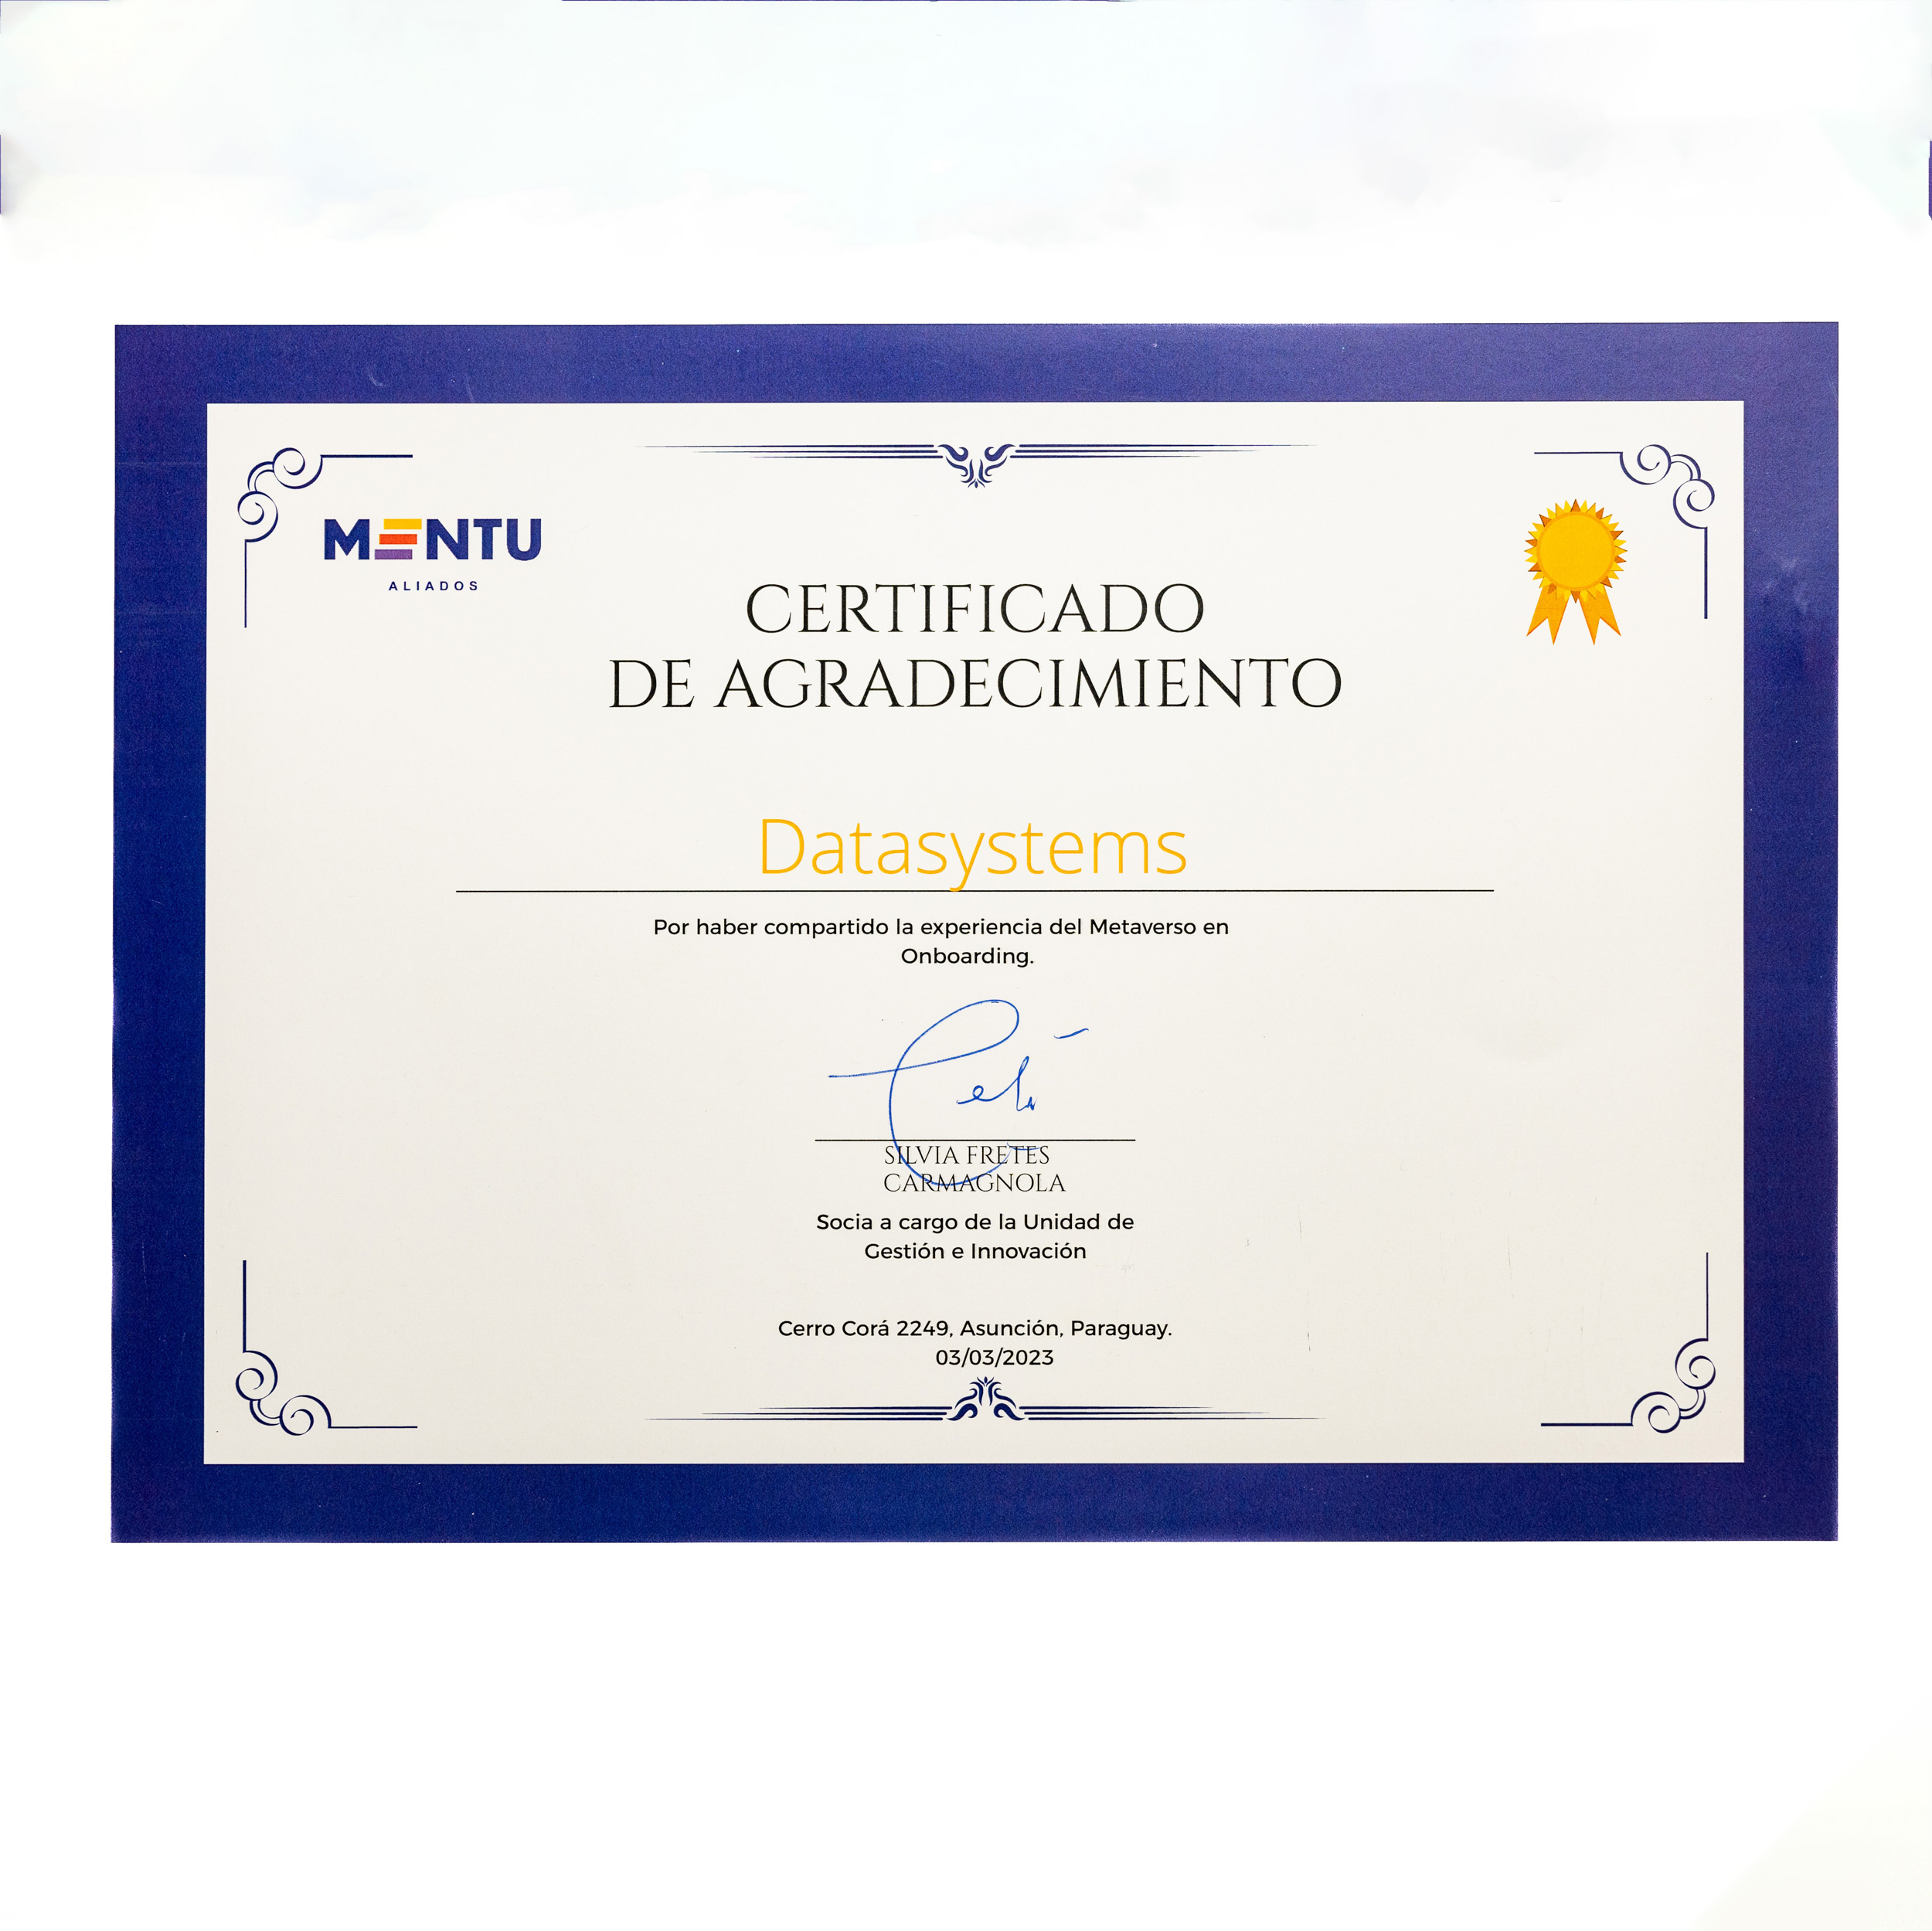 MENTU
ALIADOS
CERTIFICADO
DE AGRADECIMIENTO
Datasystems
Por haber compartido la experiencia del Metaverso en
Onboarding.
SILVIA FRETES
CARMAGNOLA
Socia a cargo de la Unidad de
Gestión e Innovación
Cerro Corá 2249, Asunción, Paraguay.
03/03/2023